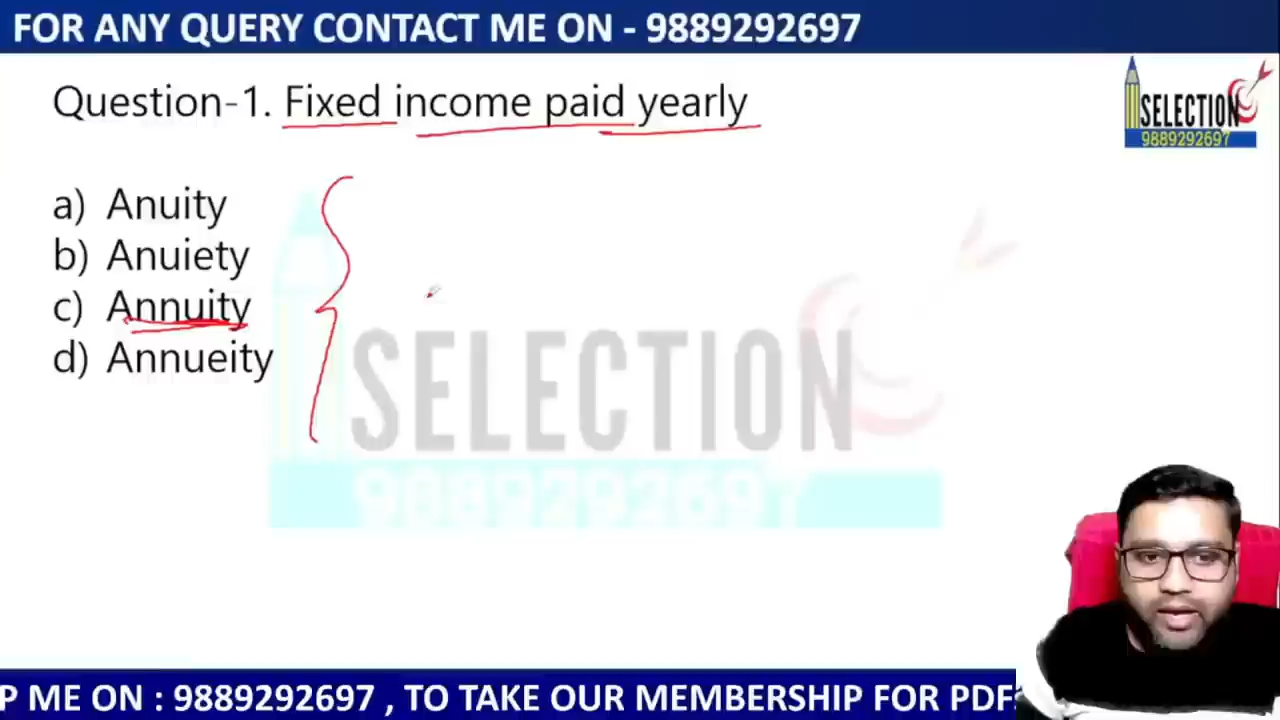 FOR ANY QUERY CONTACT ME ON - 9889292697
Question-1. Fixed income paid yearly
SELECTION
9889292697
a) Anuity
b) Anuiety
c) Annuity
d) Annueity
SELECTION
9889292697
P ME ON : 9889292697 , TO TAKE OUR MEMBERSHIP FOR PDF